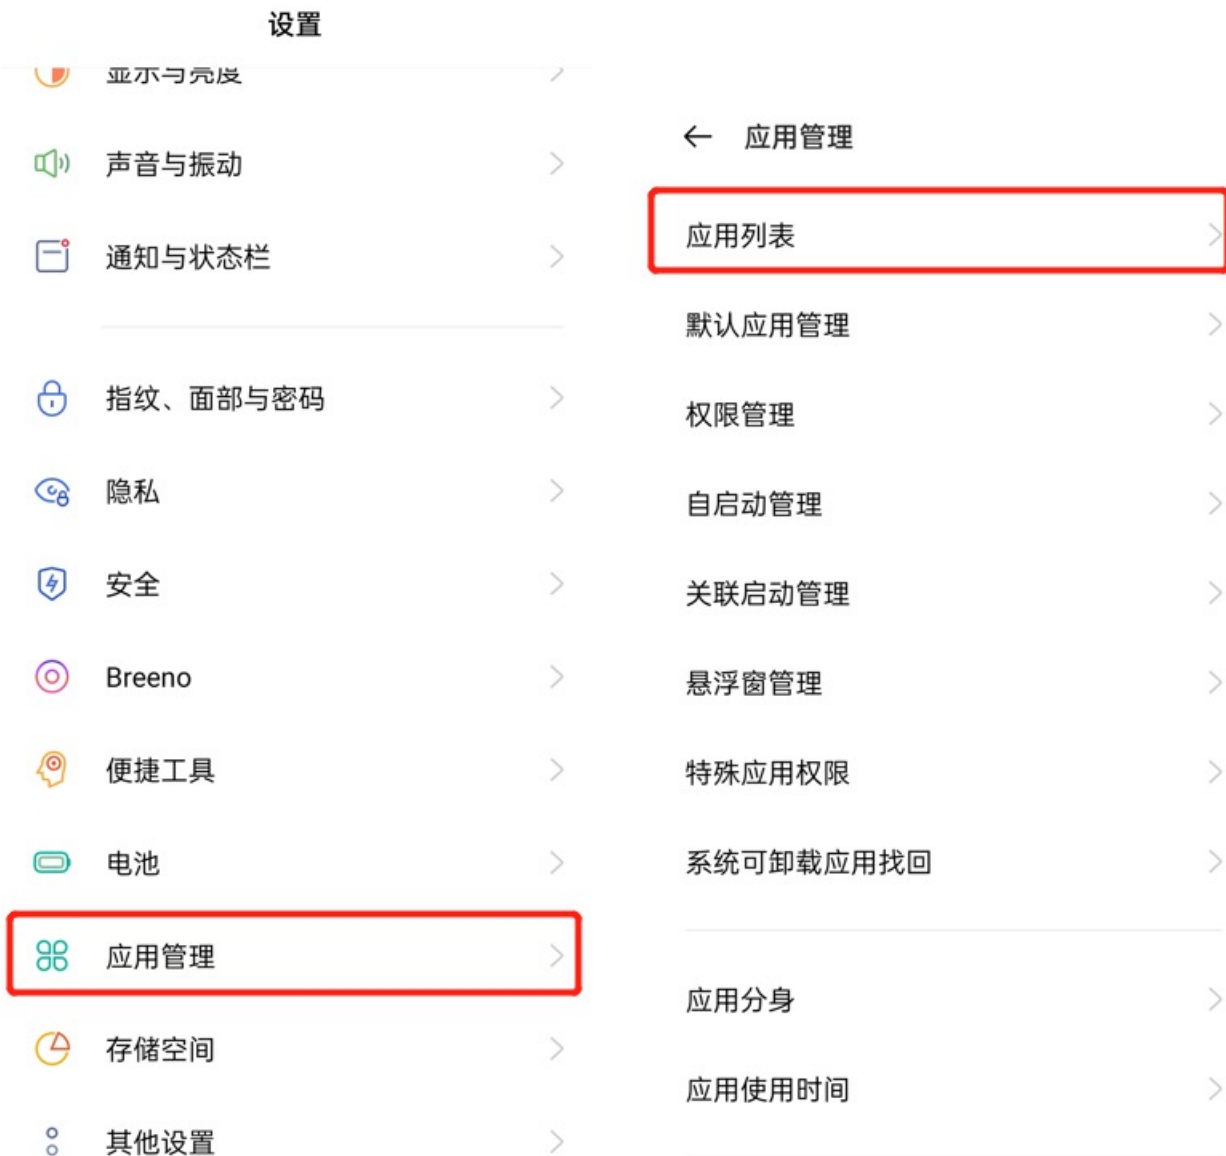 设置
显示与亮度
声音与振动
通知与状态栏
指纹、面部与密码
隐私
安全
Breeno
便捷工具
电池
应用管理
存储空间
其他设置
应用管理
应用列表
默认应用管理
权限管理
自启动管理
关联启动管理
悬浮窗管理
特殊应用权限
系统可卸载应用找回
应用分身
应用使用时间